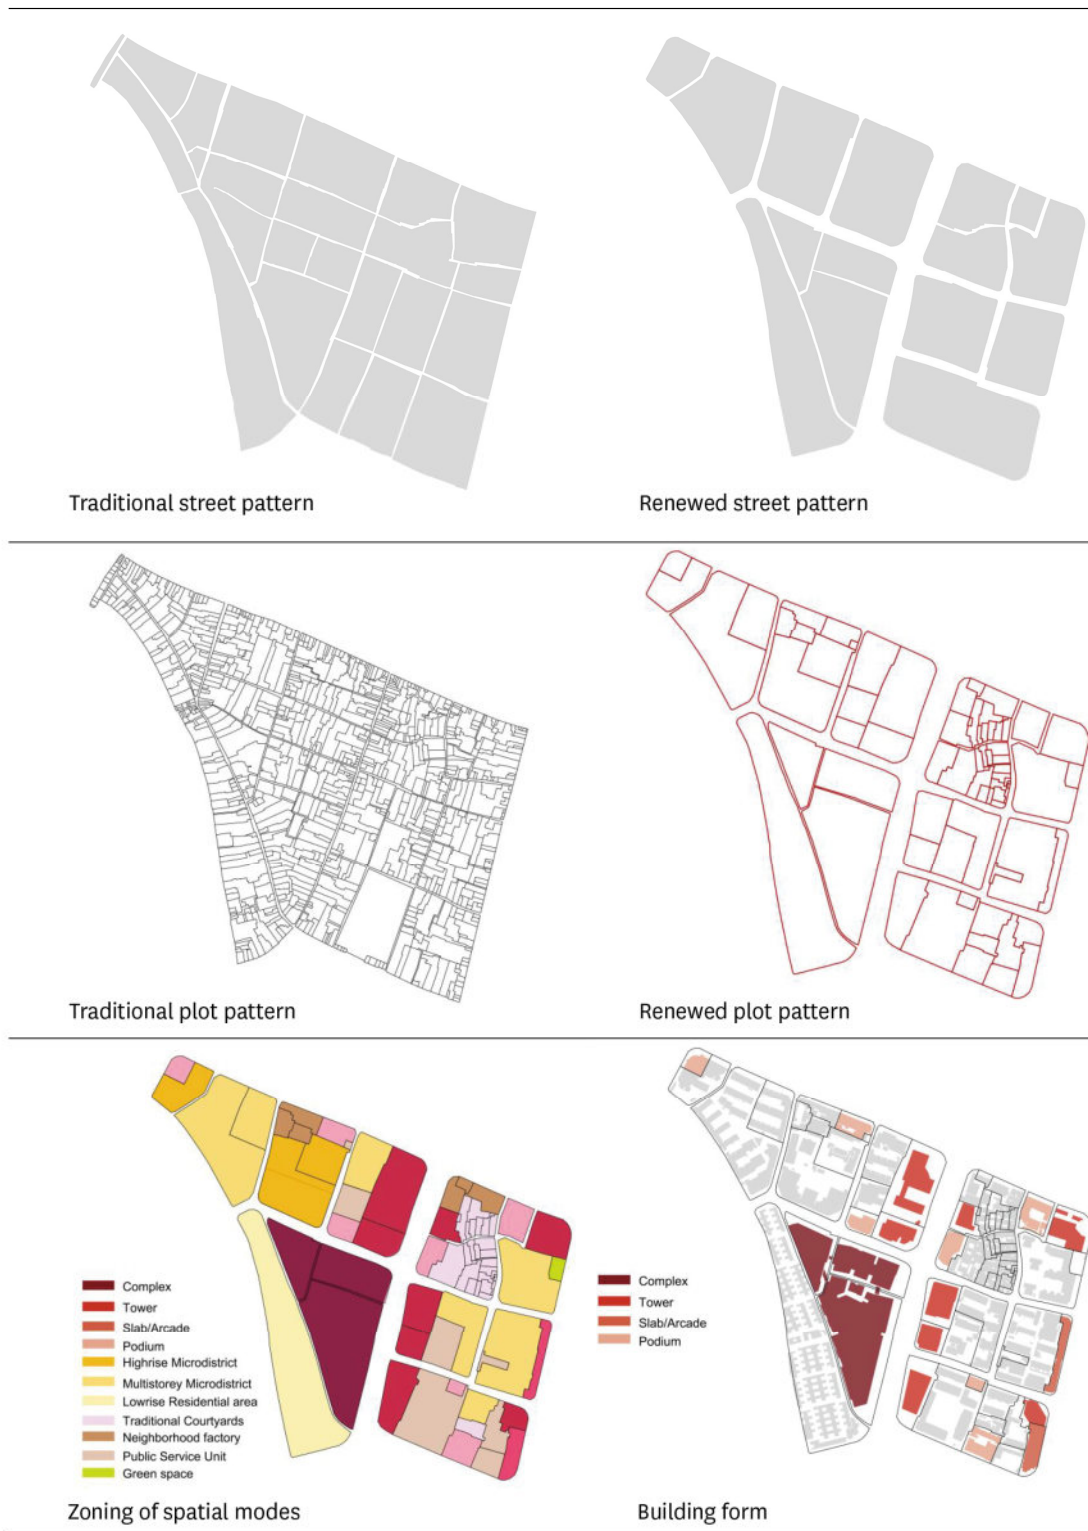 Traditional street pattern
Renewed street pattern
Traditional plot pattern
Renewed plot pattern
Complex
Tower
Slab/Arcade
Podium
Highrise Microdistrict
Multistorey Microdistrict
Lowrise Residential area
Traditional Courtyards
Neighborhood factory
Public Service Unit
Green space
Zoning of spatial modes
Complex
Tower
Slab/Arcade
Podium
Building form